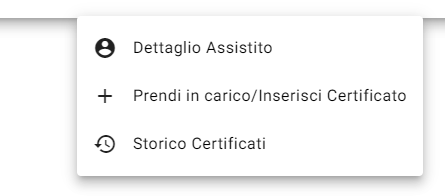 Dettaglio Assistito
Prendi in carico/Inserisci Certificato
Storico Certificati